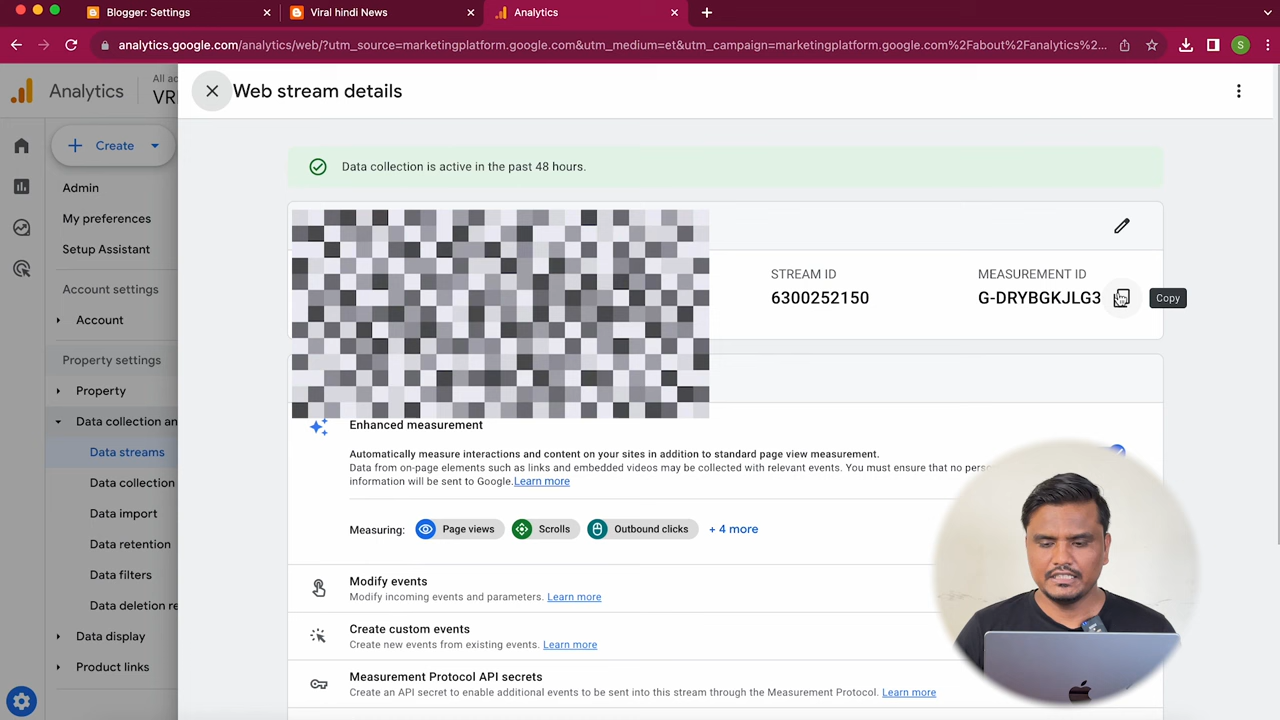 Blogger: Settings
Viral hindi News
Analytics
analytics.google.com/analytics/web/?utm_source=marketingplatform.google.com&utm_medium=et&utm_campaign=marketingplatform.google.com%2Fabout%2Fanalytics%2...
S
Analytics
All ac
VRI
Web stream details
Create
Data collection is active in the past 48 hours.
Admin
My preferences
Setup Assistant
Account settings
Account
Property settings
Property
Data collection an
Data streams
Data collection
Data import
Data retention
Data filters
Data deletion re
Data display
Product links
STREAM ID
6300252150
MEASUREMENT ID
G-DRYBGKJLG3
Copy
Enhanced measurement
Automatically measure interactions and content on your sites in addition to standard page view measurement.
Data from on-page elements such as links and embedded videos may be collected with relevant events. You must ensure that no pers
information will be sent to Google. Learn more
Measuring: Page views Scrolls Outbound clicks + 4 more
Modify events
Modify incoming events and parameters. Learn more
Create custom events
Create new events from existing events. Learn more
Measurement Protocol API secrets
Create an API secret to enable additional events to be sent into this stream through the Measurement Protocol. Learn more